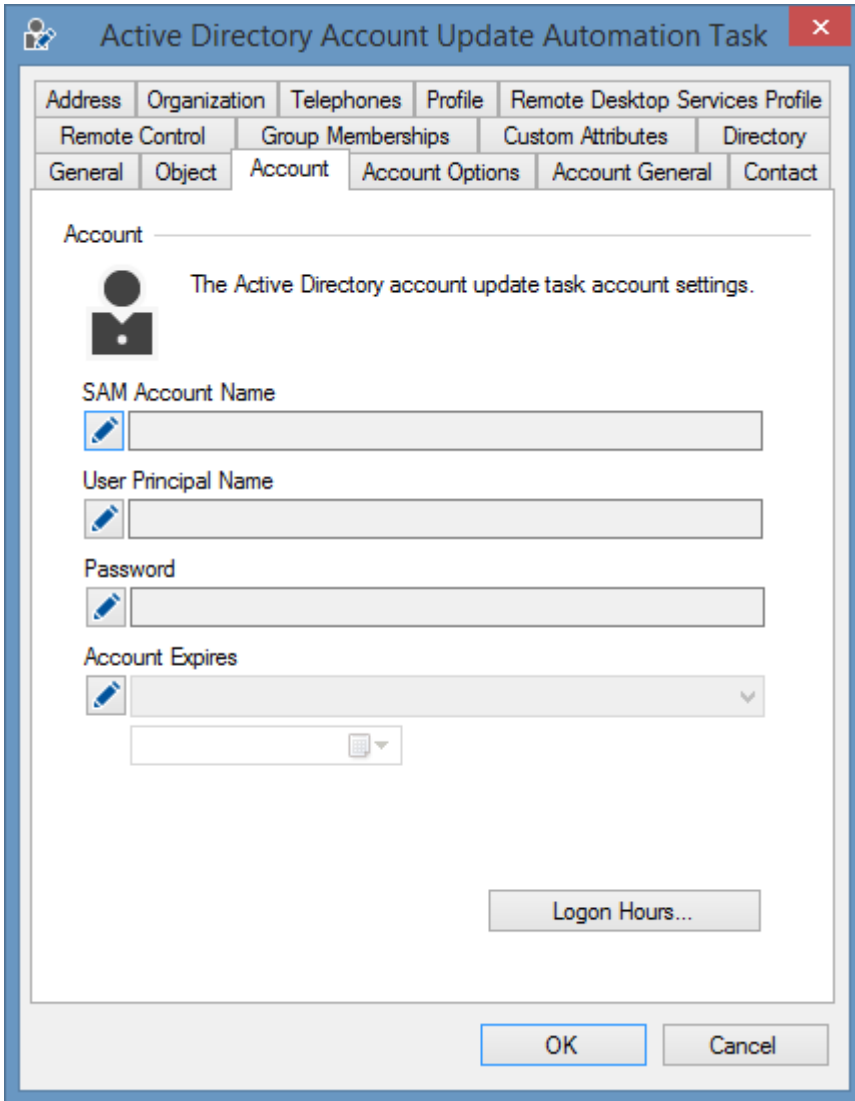 Active Directory Account Update Automation Task
Address Organization Telephones Profile Remote Desktop Services Profile
Remote Control Group Memberships Custom Attributes Directory
General Object Account Account Options Account General Contact
Account
The Active Directory account update task account settings.
SAM Account Name
User Principal Name
Password
Account Expires
Logon Hours...
OK Cancel